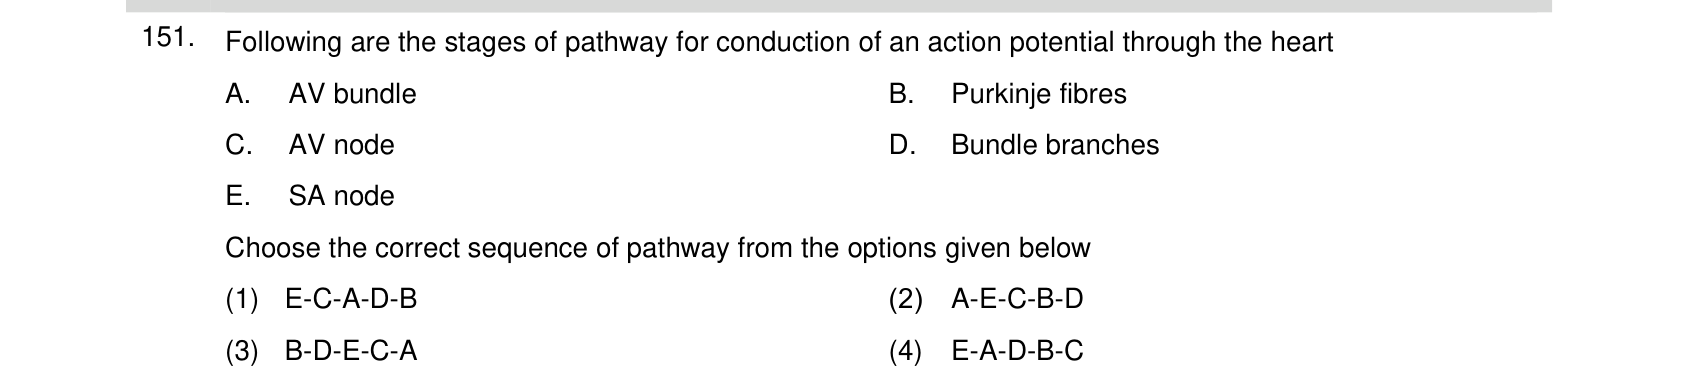 151. Following are the stages of pathway for conduction of an action potential through the heart
A. AV bundle B. Purkinje fibres
C. AV node D. Bundle branches
E. SA node
Choose the correct sequence of pathway from the options given below
(1) E-C-A-D-B (2) A-E-C-B-D
(3) B-D-E-C-A (4) E-A-D-B-C